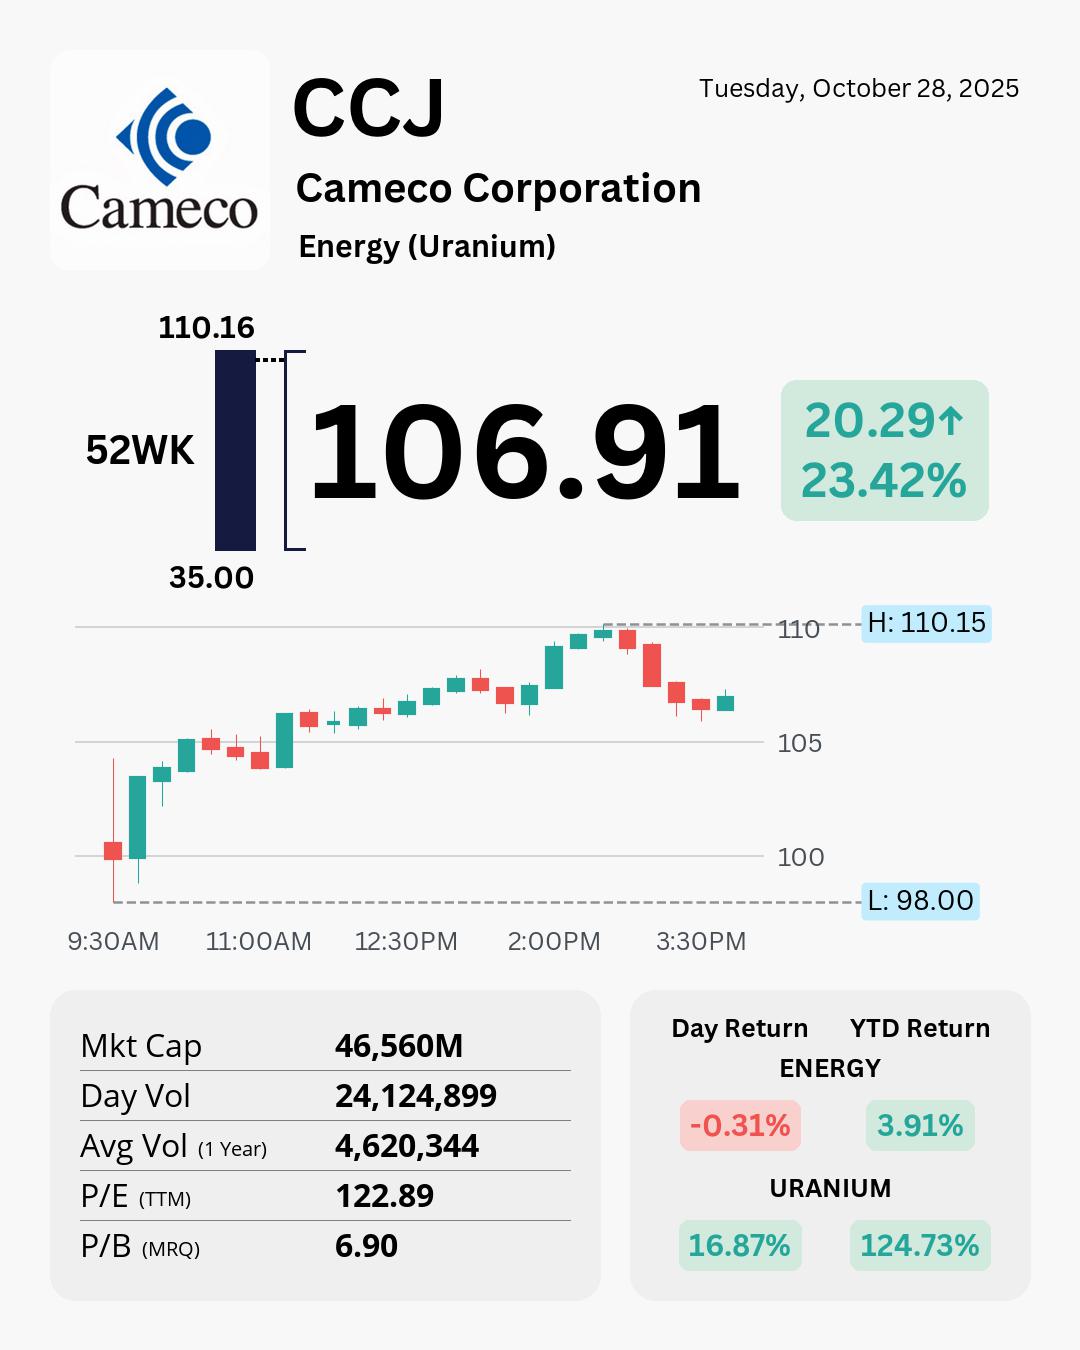 Cameco
CCJ
Tuesday, October 28, 2025
Cameco Corporation
Energy (Uranium)
110.16
52WK
35.00
106.91
20.29↑
23.42%
110
105
100
H: 110.15
L: 98.00
9:30AM 11:00AM 12:30PM 2:00PM 3:30PM
Mkt Cap 46,560M
Day Vol 24,124,899
Avg Vol (1 Year) 4,620,344
P/E (TTM) 122.89
P/B (MRQ) 6.90
Day Return YTD Return
ENERGY
-0.31% 3.91%
URANIUM
16.87% 124.73%